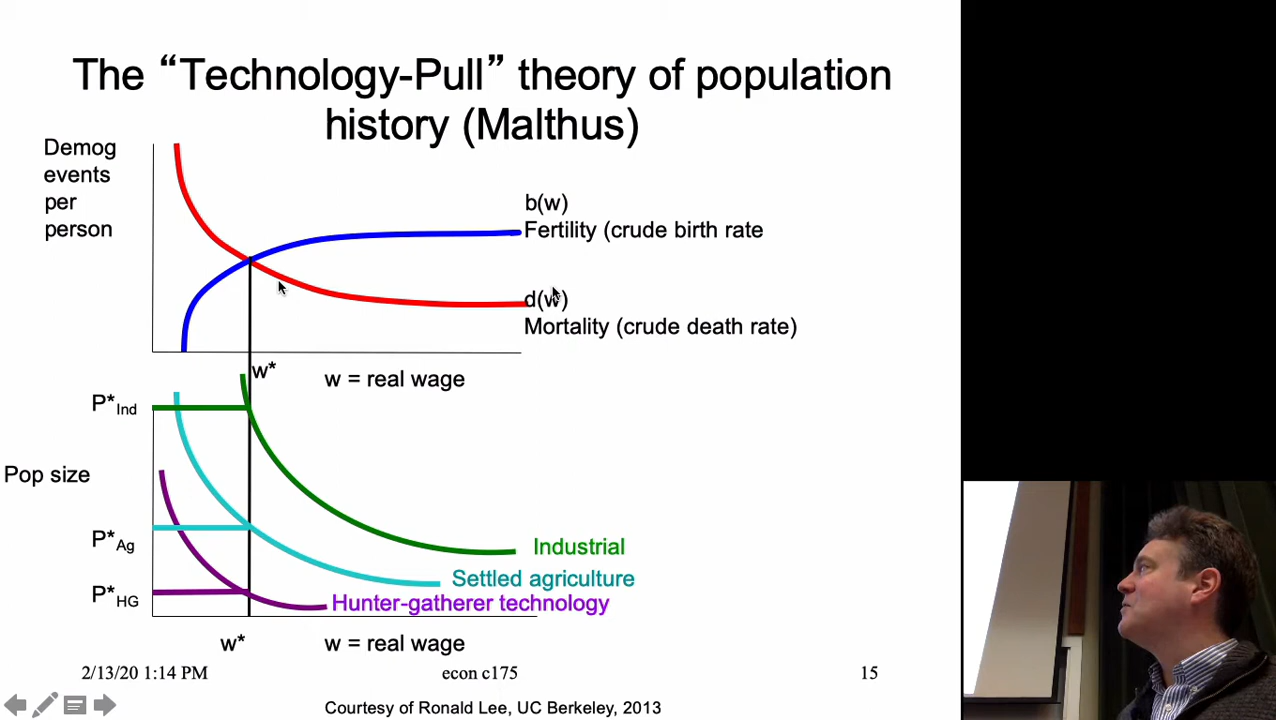 The “Technology-Pull” theory of population
history (Malthus)
Demog
events
per
person
b(w)
Fertility (crude birth rate
d(w)
Mortality (crude death rate)
w*
w = real wage
P*Ind
Pop size
P*Ag
P*HG
Industrial
Settled agriculture
Hunter-gatherer technology
w*
w = real wage
2/13/20 1:14 PM
econ c175
15
Courtesy of Ronald Lee, UC Berkeley, 2013